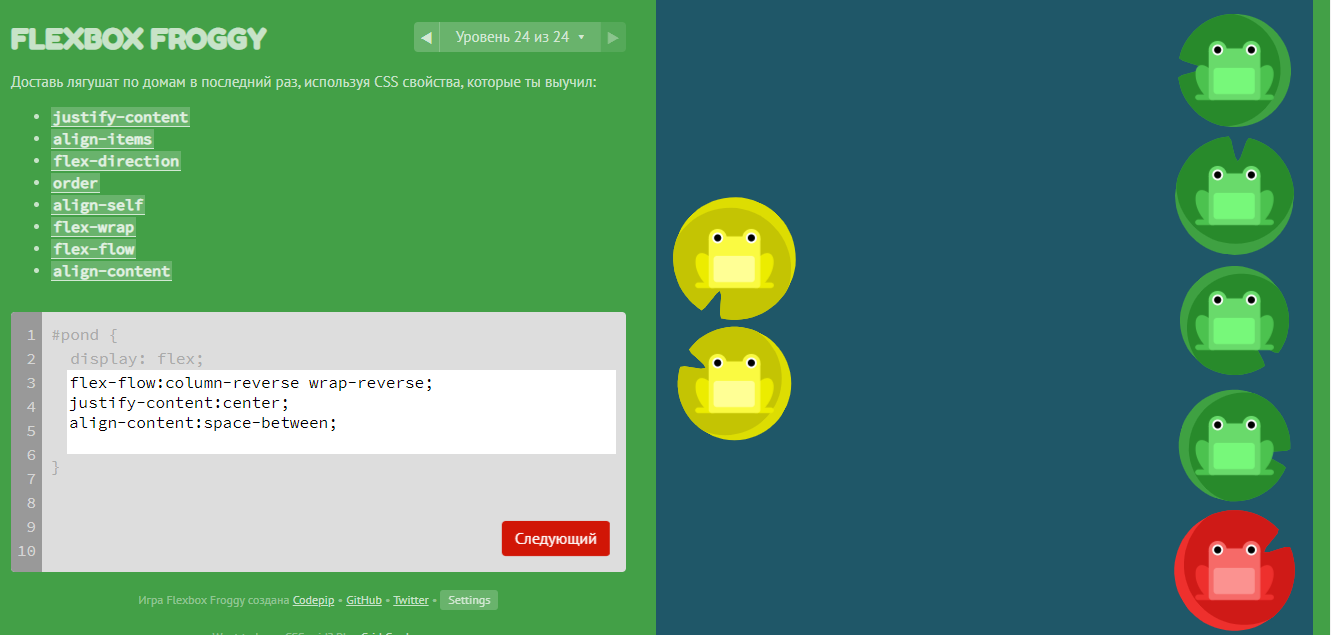 FLEXBOX FROGGY
◀ Уровень 24 из 24 ▾ ▶
Доставь лягушат по домам в последний раз, используя CSS свойства, которые ты выучил:
• justify-content
• align-items
• flex-direction
• order
• align-self
• flex-wrap
• flex-flow
• align-content
1 #pond {
2 display: flex;
3 flex-flow:column-reverse wrap-reverse;
4 justify-content:center;
5 align-content:space-between;
6
7 }
8
9
10
Следующий
Игра Flexbox Froggy создана Codepip • GitHub • Twitter • Settings